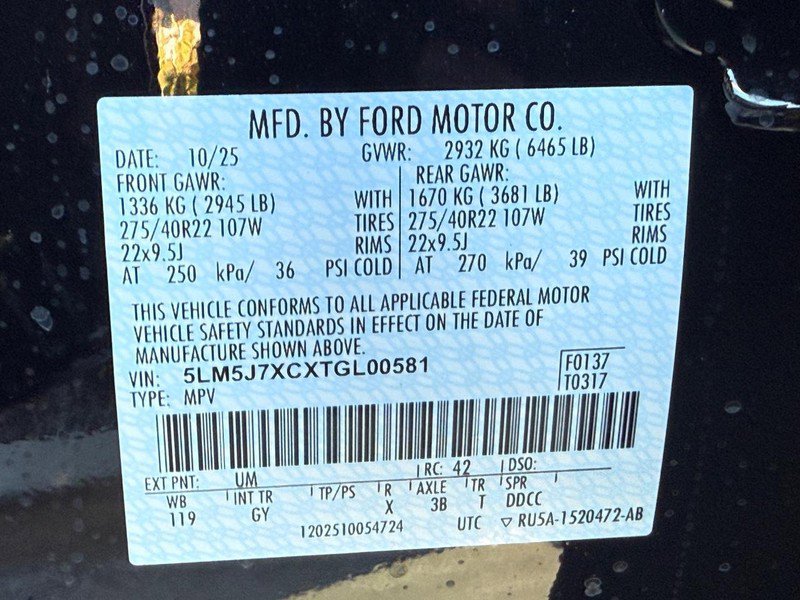 MFD. BY FORD MOTOR CO.
DATE: 10/25 GVWR: 2932 KG ( 6465 LB)
FRONT GAWR: REAR GAWR:
1336 KG ( 2945 LB) WITH 1670 KG ( 3681 LB) WITH
275/40R22 107W TIRES 275/40R22 107W TIRES
22x9.5J RIMS 22x9.5J RIMS
AT 250 kPa/ 36 PSI COLD AT 270 kPa/ 39 PSI COLD
THIS VEHICLE CONFORMS TO ALL APPLICABLE FEDERAL MOTOR
VEHICLE SAFETY STANDARDS IN EFFECT ON THE DATE OF
MANUFACTURE SHOWN ABOVE.
VIN: 5LM5J7XCXTGL00581 F0137
TYPE: MPV T0317
EXT PNT: UM RC: 42 DSO:
WB INT TR TP/PS R AXLE TR SPR
119 GY X 3B T DDCC
1202510054724 UTC ▽ RU5A-1520472-AB